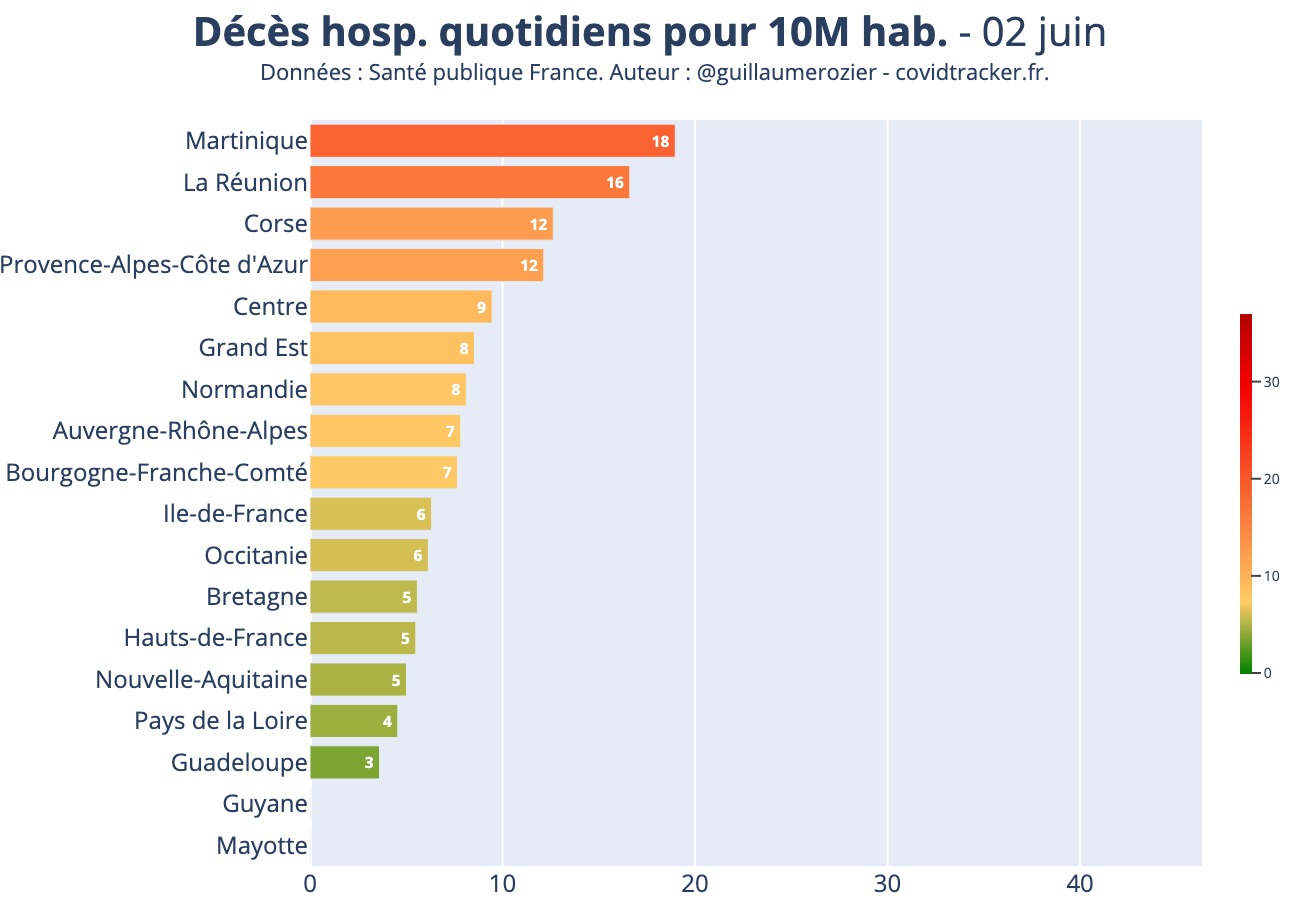 Décès hosp. quotidiens pour 10M hab. - 02 juin
Données : Santé publique France. Auteur : @guillaumerozier - covidtracker.fr.
Martinique 18
La Réunion 16
Corse 12
Provence-Alpes-Côte d'Azur 12
Centre 9
Grand Est 8
Normandie 8
Auvergne-Rhône-Alpes 7
Bourgogne-Franche-Comté 7
Ile-de-France 6
Occitanie 6
Bretagne 5
Hauts-de-France 5
Nouvelle-Aquitaine 5
Pays de la Loire 4
Guadeloupe 3
Guyane
Mayotte
0 10 20 30 40
30
20
10
0